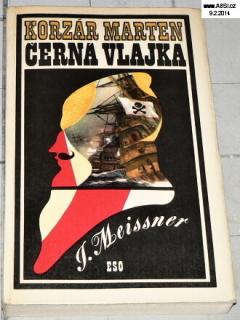 www.ABSI.cz
9.2.2014
KORZÁR MARTEN
ČERNÁ VLAJKA
J. Meissner
ESO